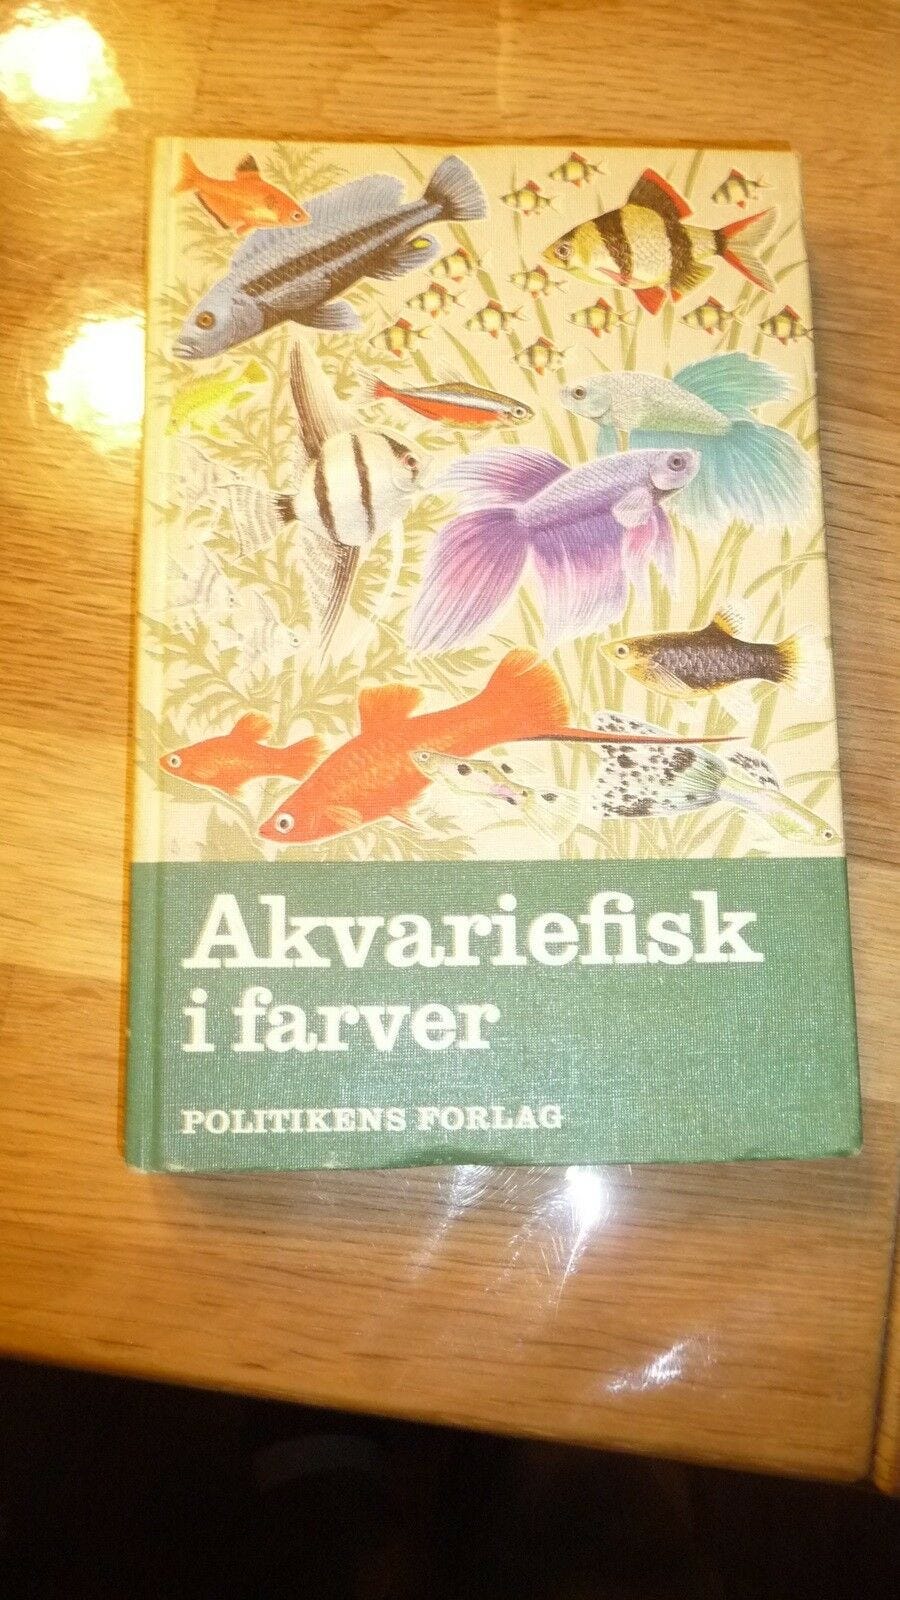 Akvariefisk
i farver
POLITIKENS FORLAG